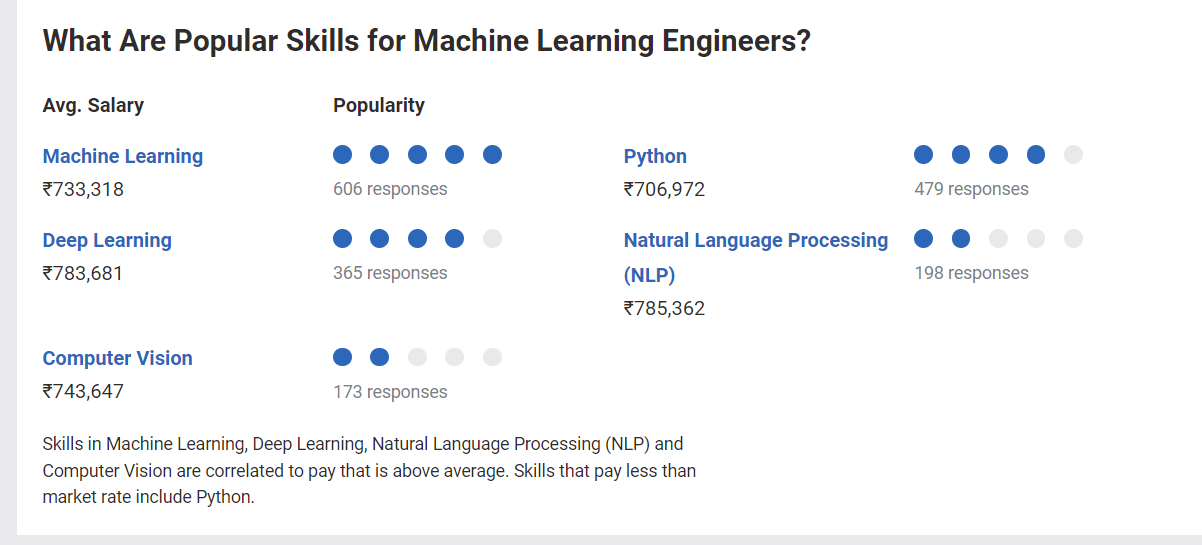 What Are Popular Skills for Machine Learning Engineers?
Avg. Salary
Popularity
Machine Learning
₹733,318
606 responses
Python
₹706,972
479 responses
Deep Learning
₹783,681
365 responses
Natural Language Processing
(NLP)
₹785,362
198 responses
Computer Vision
₹743,647
173 responses
Skills in Machine Learning, Deep Learning, Natural Language Processing (NLP) and
Computer Vision are correlated to pay that is above average. Skills that pay less than
market rate include Python.